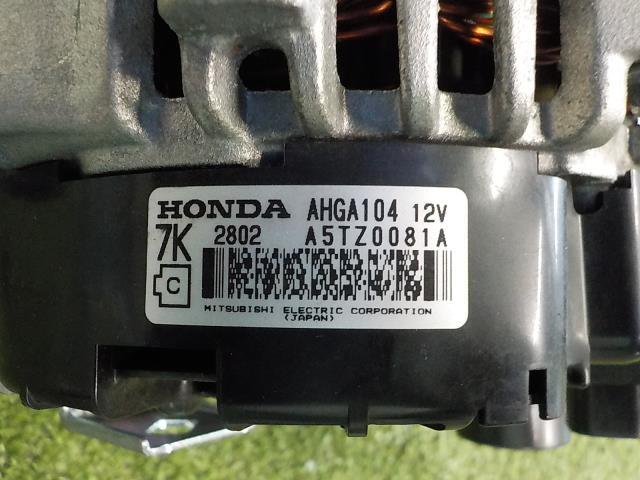 HONDA AHGA104 12V
7K 2802 A5TZ0081A
C
MITSUBISHI ELECTRIC CORPORATION
(JAPAN)